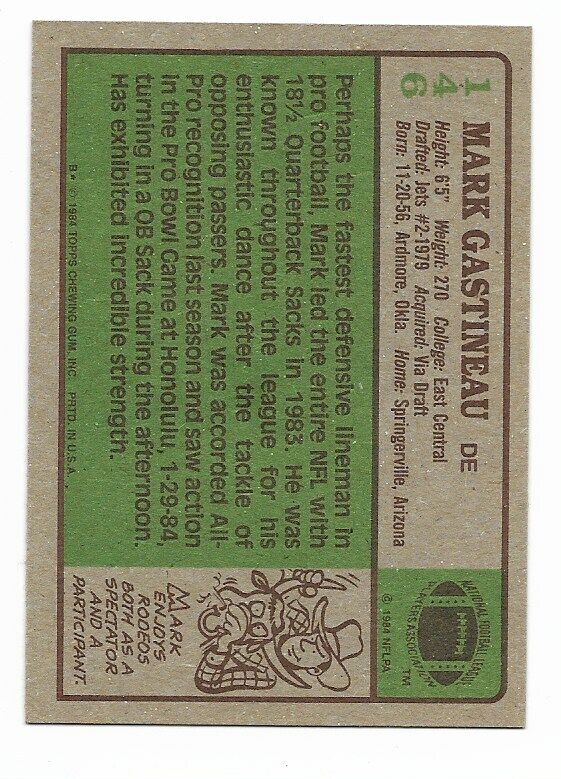 146
MARK GASTINEAU DE
Height: 6'5" Weight: 270 College: East Central
Drafted: Jets #2-1979 Acquired: Via Draft
Born: 11-20-56, Ardmore, Okla. Home: Springerville, Arizona
NATIONAL FOOTBALL LEAGUE
PLAYERS ASSOCIATION
TM
© 1984 NFLPA
Perhaps the fastest defensive lineman in
pro football, Mark led the entire NFL with
18½ Quarterback Sacks in 1983. He was
known throughout the league for his
enthusiastic dance after the tackle of
opposing passers. Mark was accorded All-
Pro recognition last season and saw action
in the Pro Bowl Game at Honolulu, 1-29-84,
turning in a QB Sack during the afternoon.
Has exhibited incredible strength.
MARK
ENJOYS
RODEOS
BOTH AS A
SPECTATOR
AND A
PARTICIPANT.
B* © 1984 TOPPS CHEWING GUM, INC. PRTD. IN U.S.A.